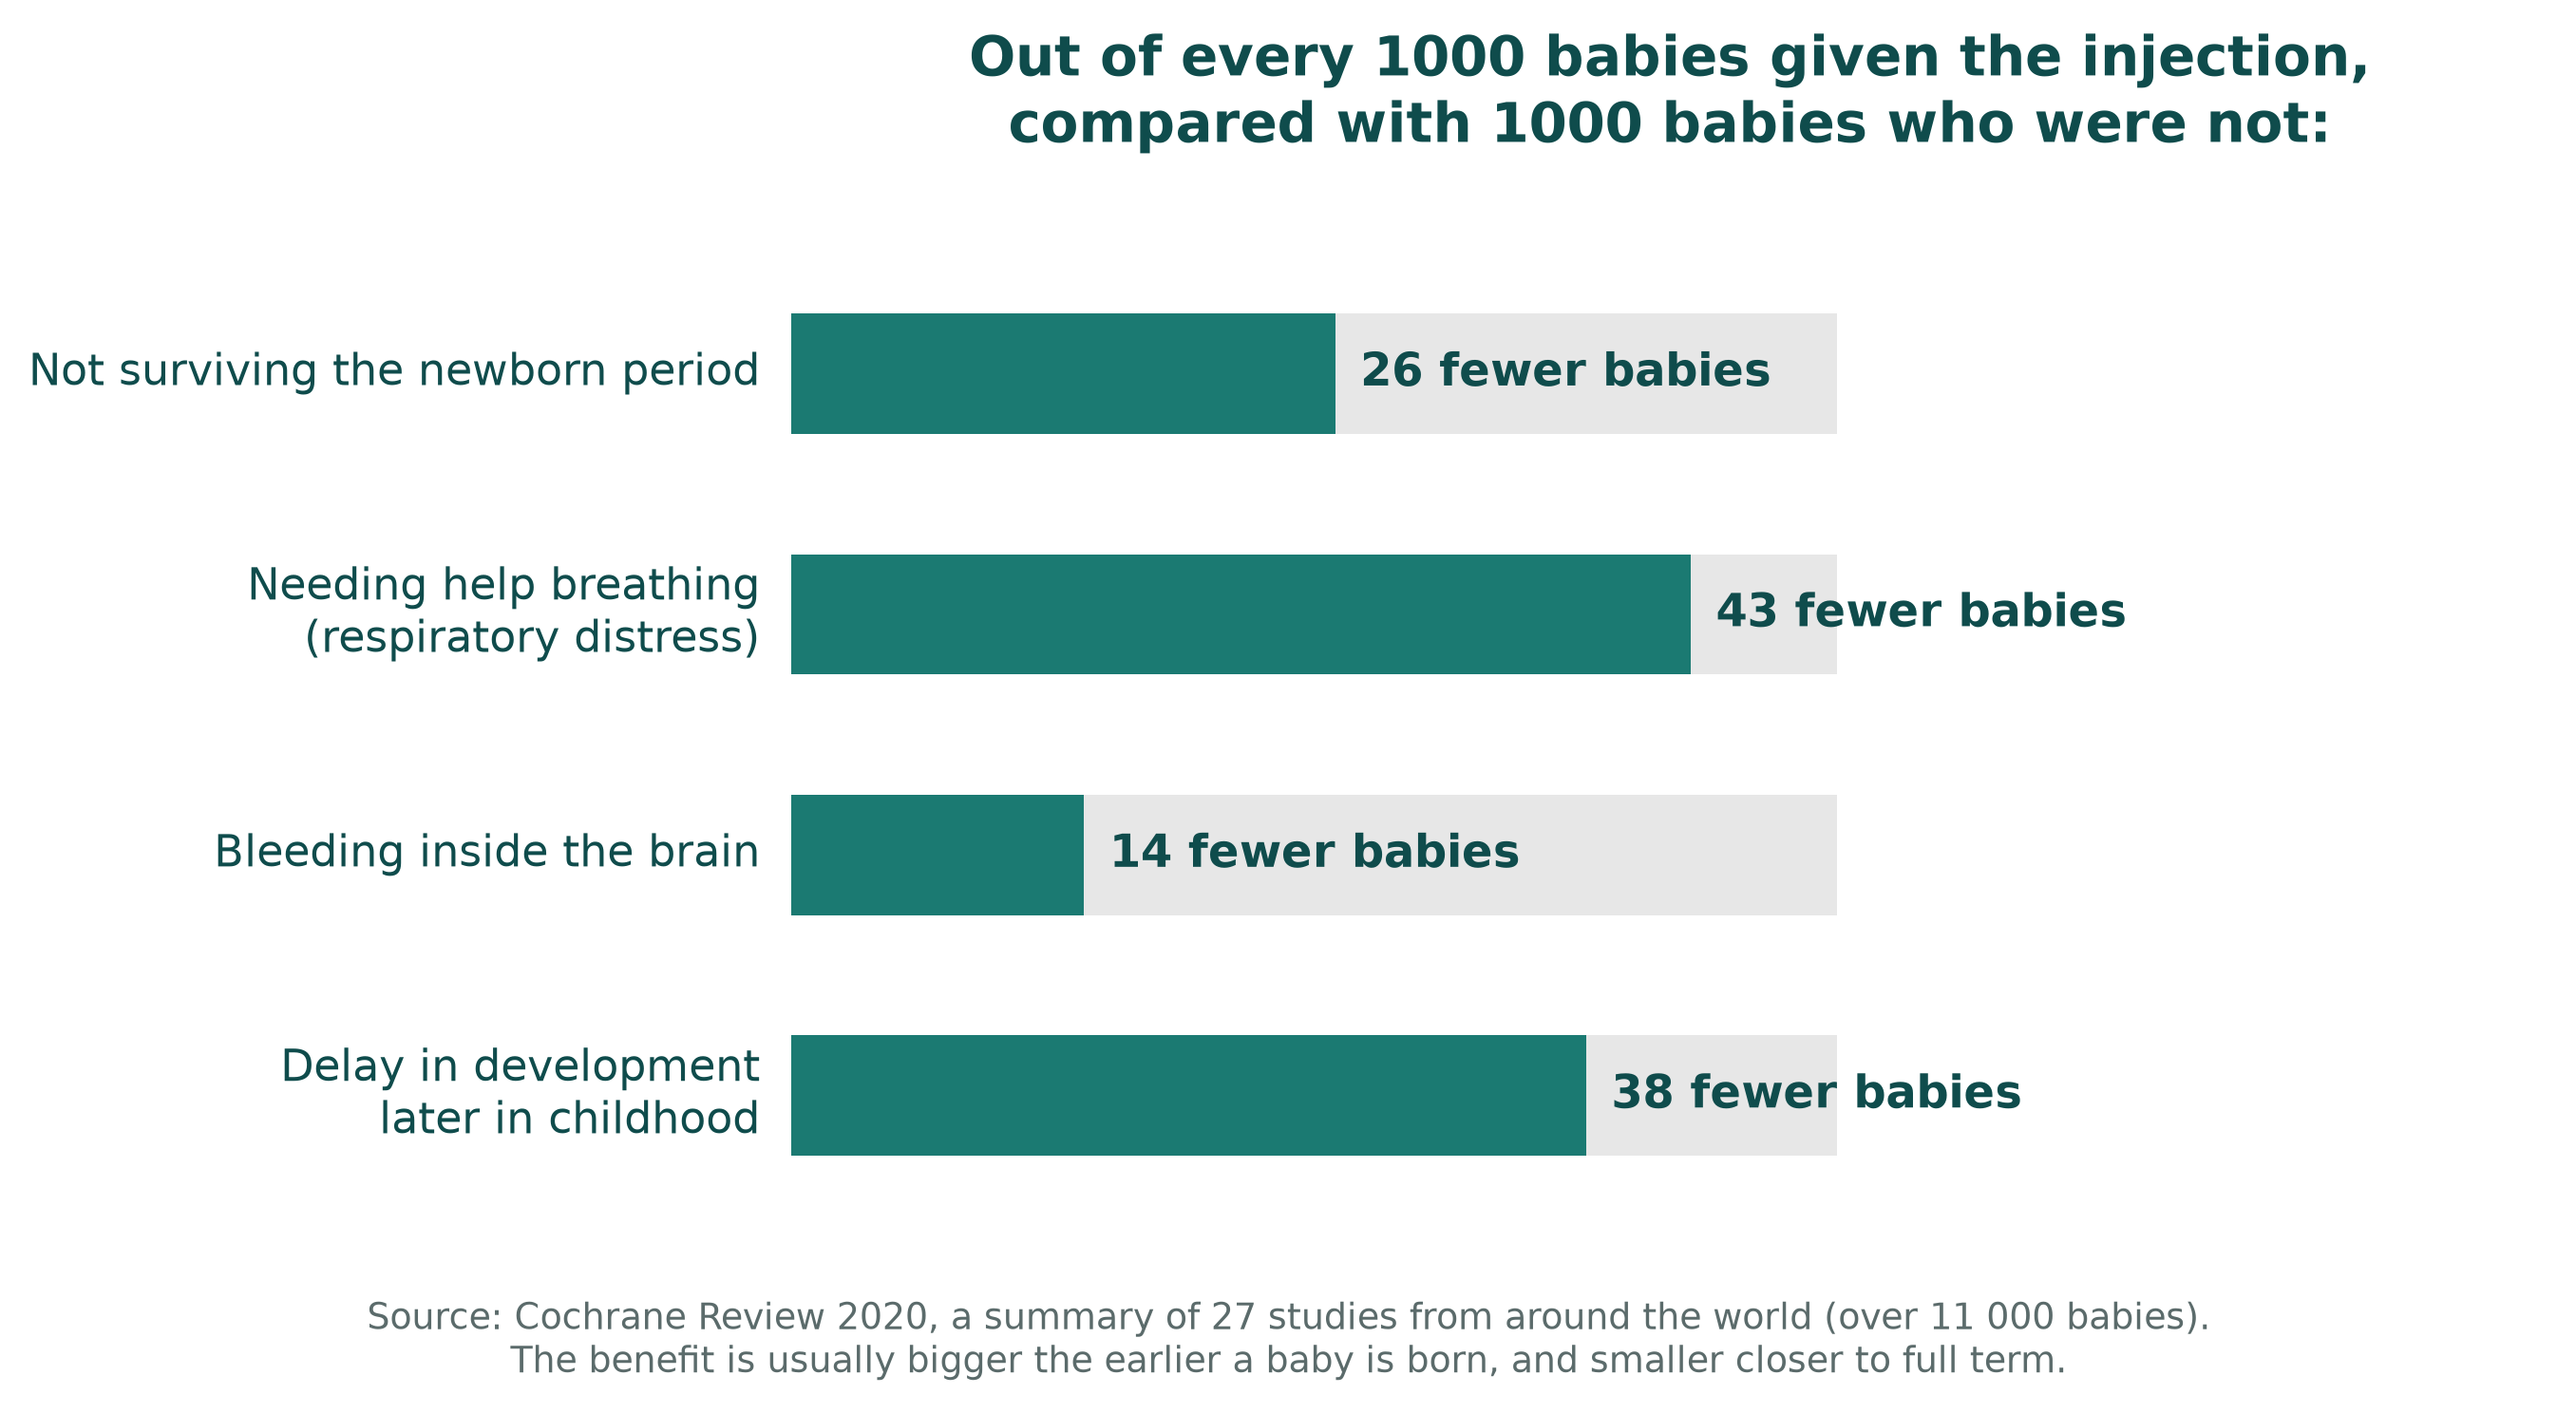 Out of every 1000 babies given the injection,
compared with 1000 babies who were not:
Not surviving the newborn period
26 fewer babies
Needing help breathing
(respiratory distress)
43 fewer babies
Bleeding inside the brain
14 fewer babies
Delay in development
later in childhood
38 fewer babies
Source: Cochrane Review 2020, a summary of 27 studies from around the world (over 11 000 babies).
The benefit is usually bigger the earlier a baby is born, and smaller closer to full term.